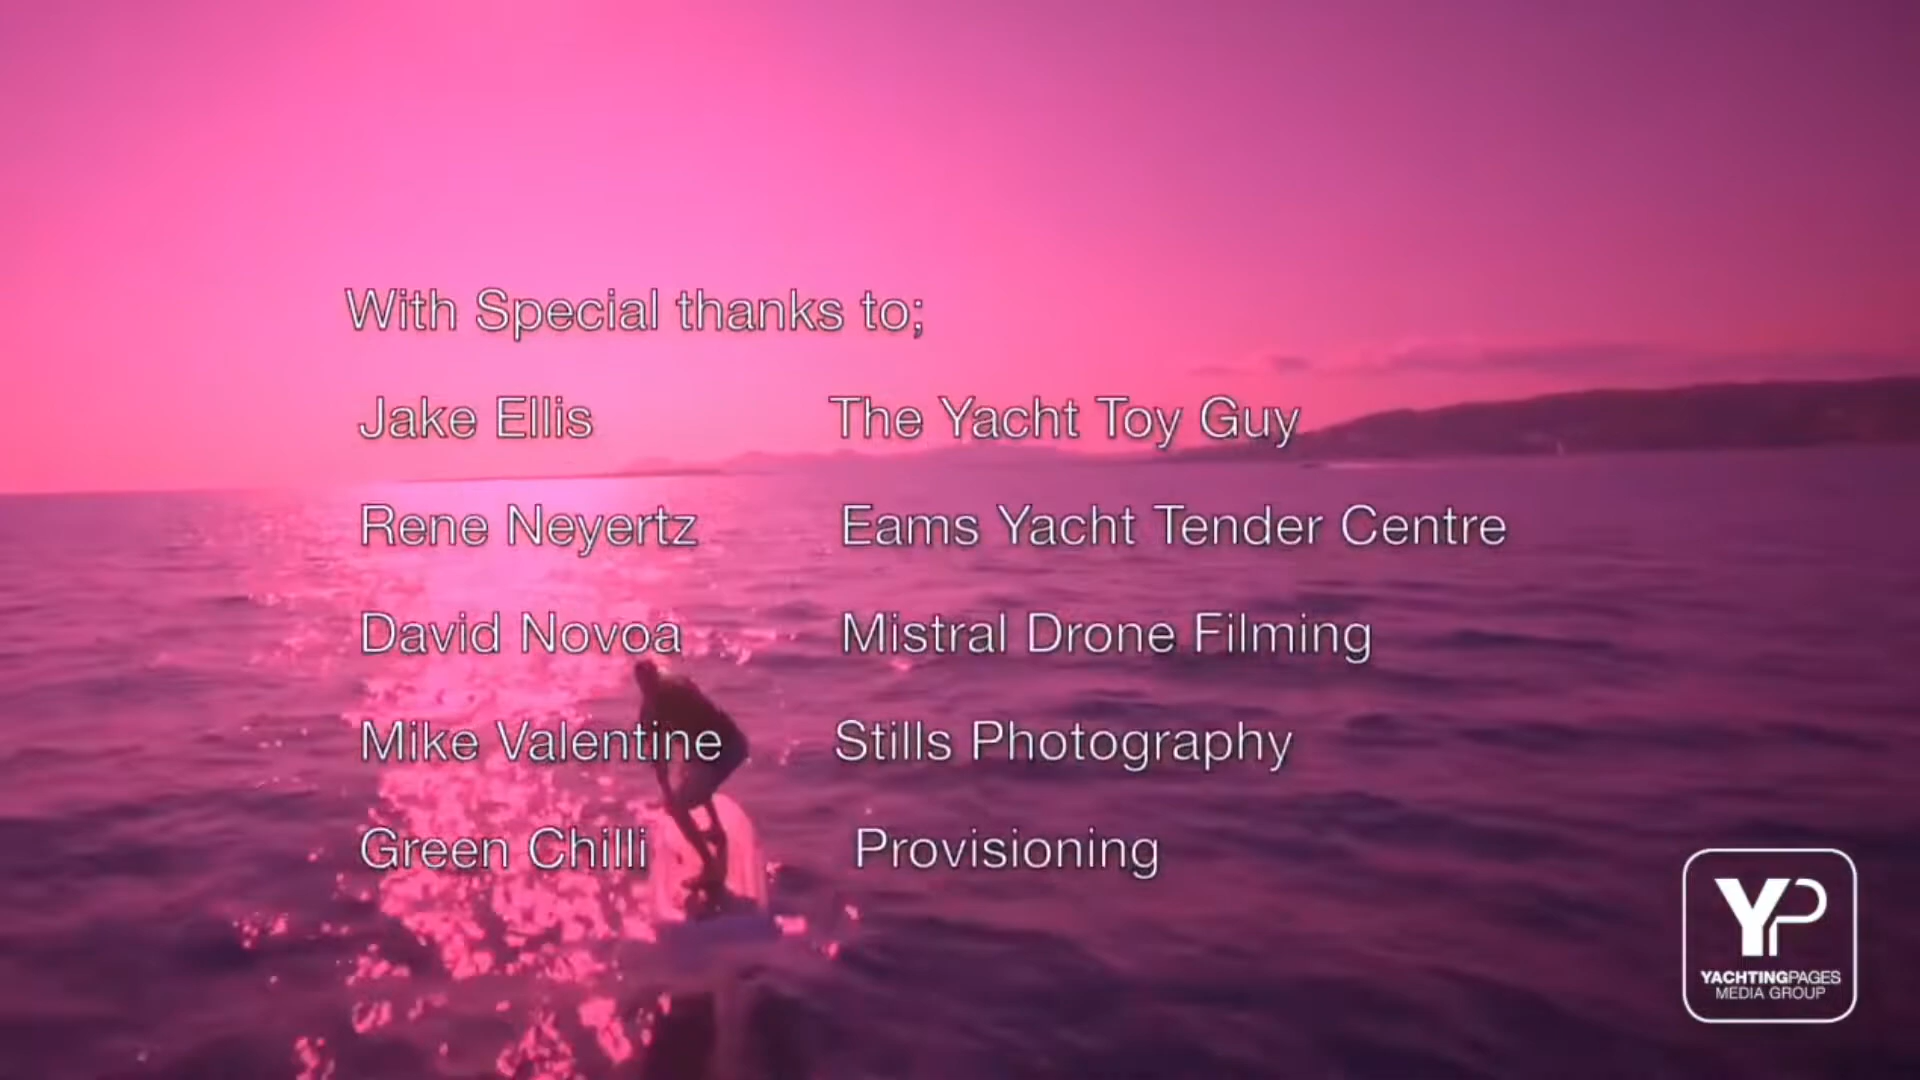 With Special thanks to;
Jake Ellis The Yacht Toy Guy
Rene Neyertz Eams Yacht Tender Centre
David Novoa Mistral Drone Filming
Mike Valentine Stills Photography
Green Chilli Provisioning
YP
YACHTINGPAGES
MEDIA GROUP